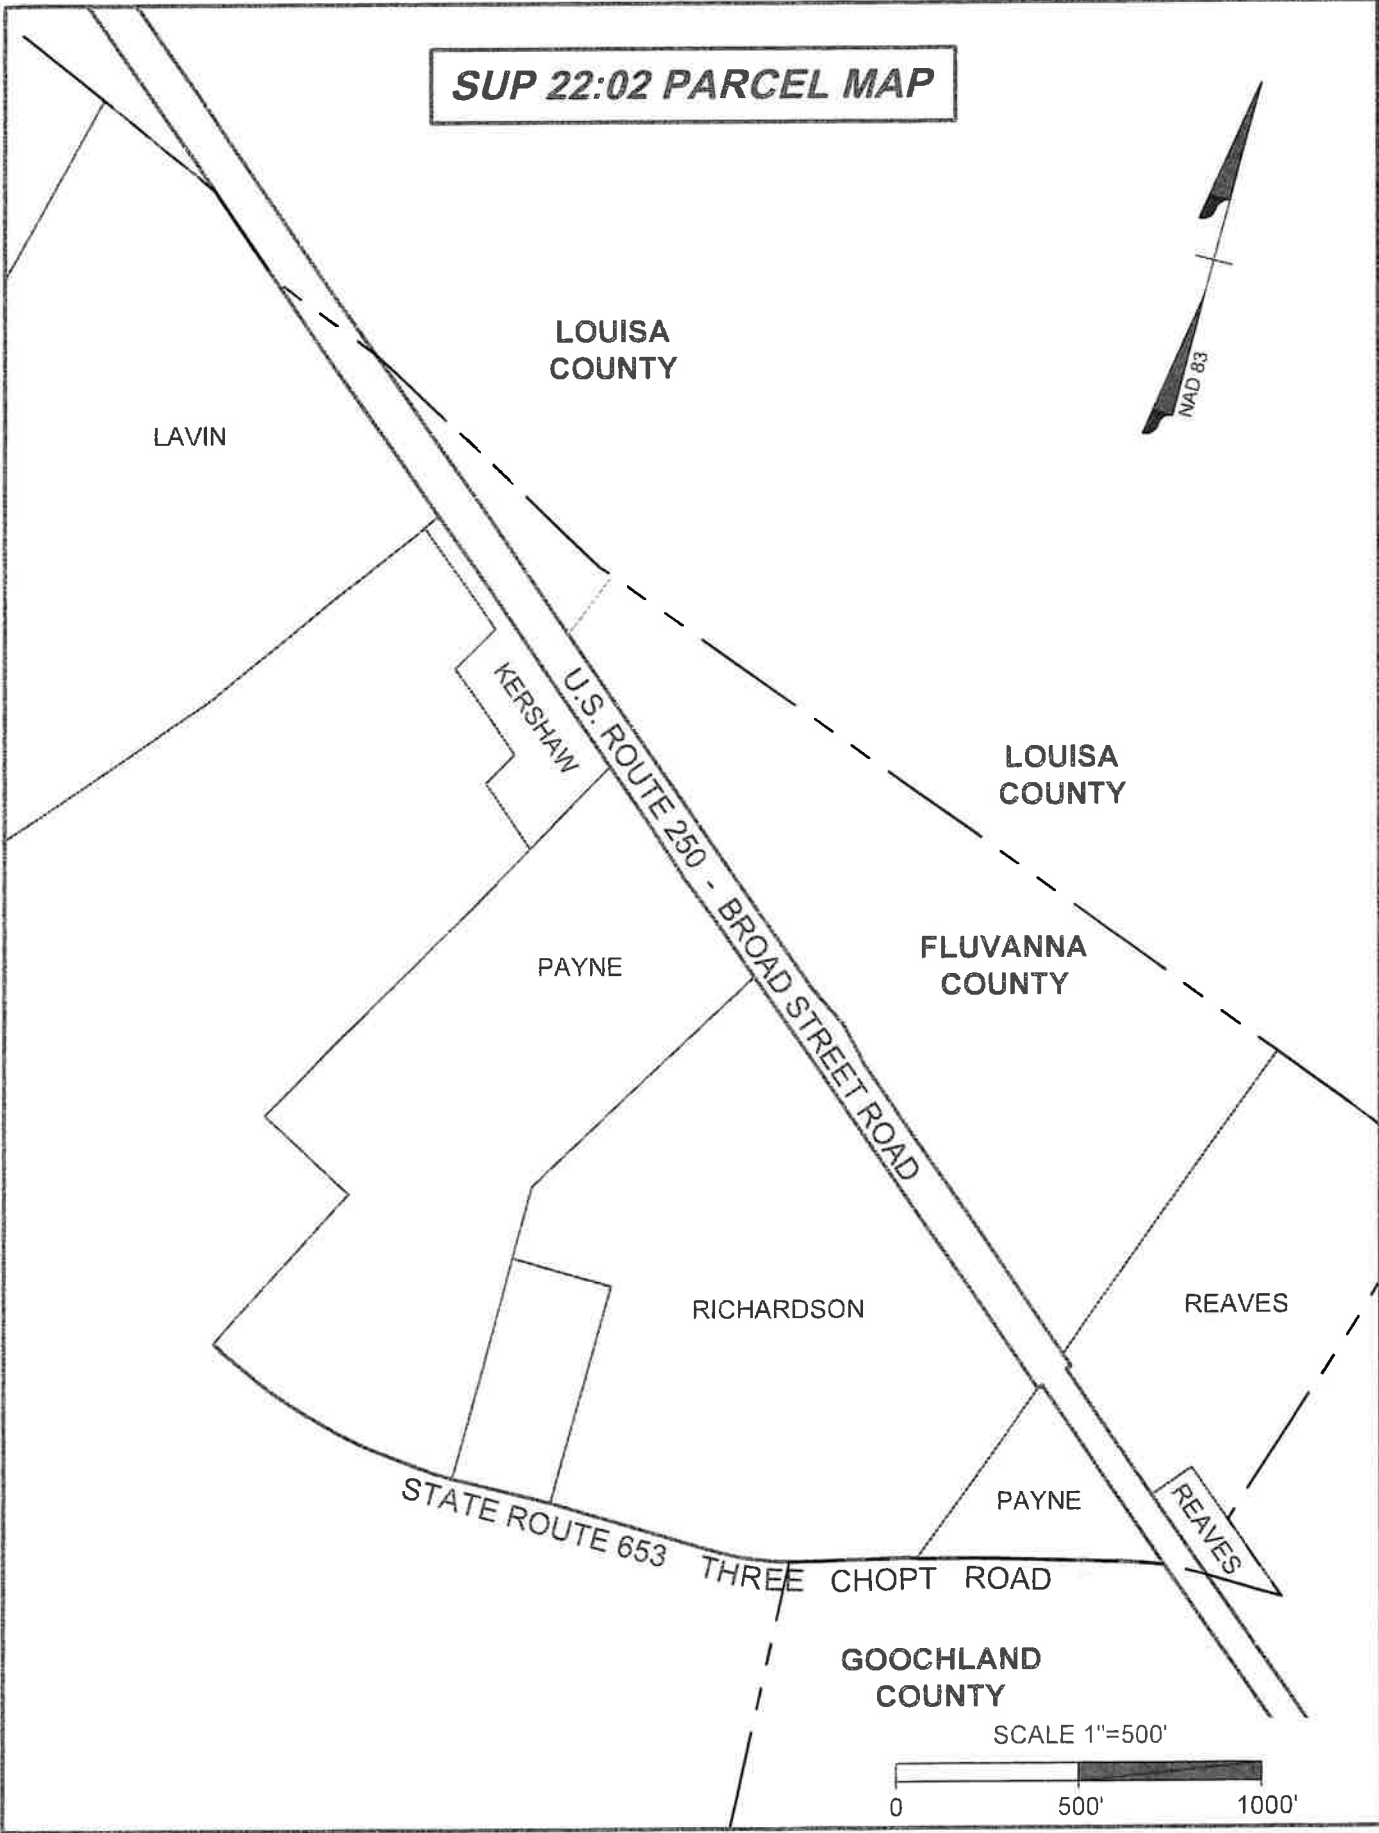 SUP 22:02 PARCEL MAP
NAD 83
LOUISA
COUNTY
LAVIN
KERSHAW
U.S. ROUTE 250 - BROAD STREET ROAD
LOUISA
COUNTY
FLUVANNA
COUNTY
PAYNE
RICHARDSON
REAVES
PAYNE
REAVES
STATE ROUTE 653 THREE CHOPT ROAD
GOOCHLAND
COUNTY
SCALE 1"=500'
0 500' 1000'